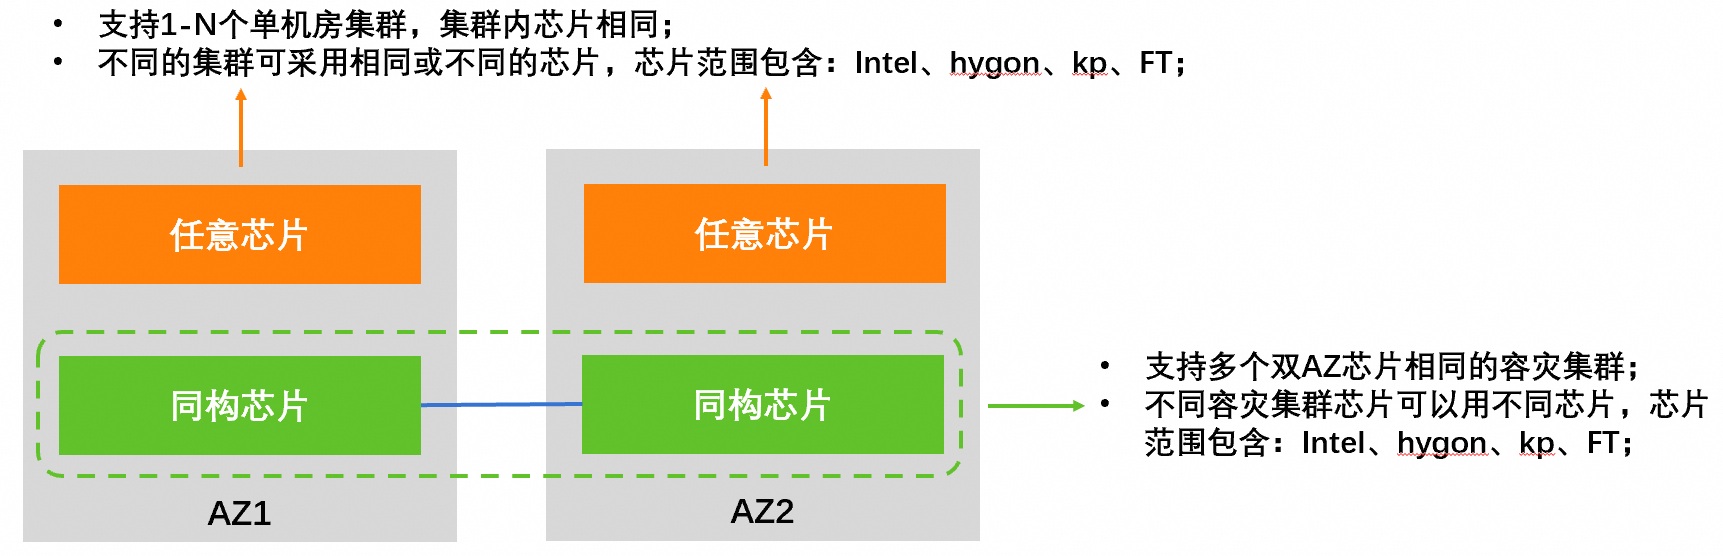 • 支持1-N个单机房集群，集群内芯片相同；
• 不同的集群可采用相同或不同的芯片，芯片范围包含：Intel、hygon、kp、FT；
任意芯片
任意芯片
同构芯片
同构芯片
AZ1
AZ2
• 支持多个双AZ芯片相同的容灾集群；
• 不同容灾集群芯片可以用不同芯片，芯片
范围包含：Intel、hygon、kp、FT；